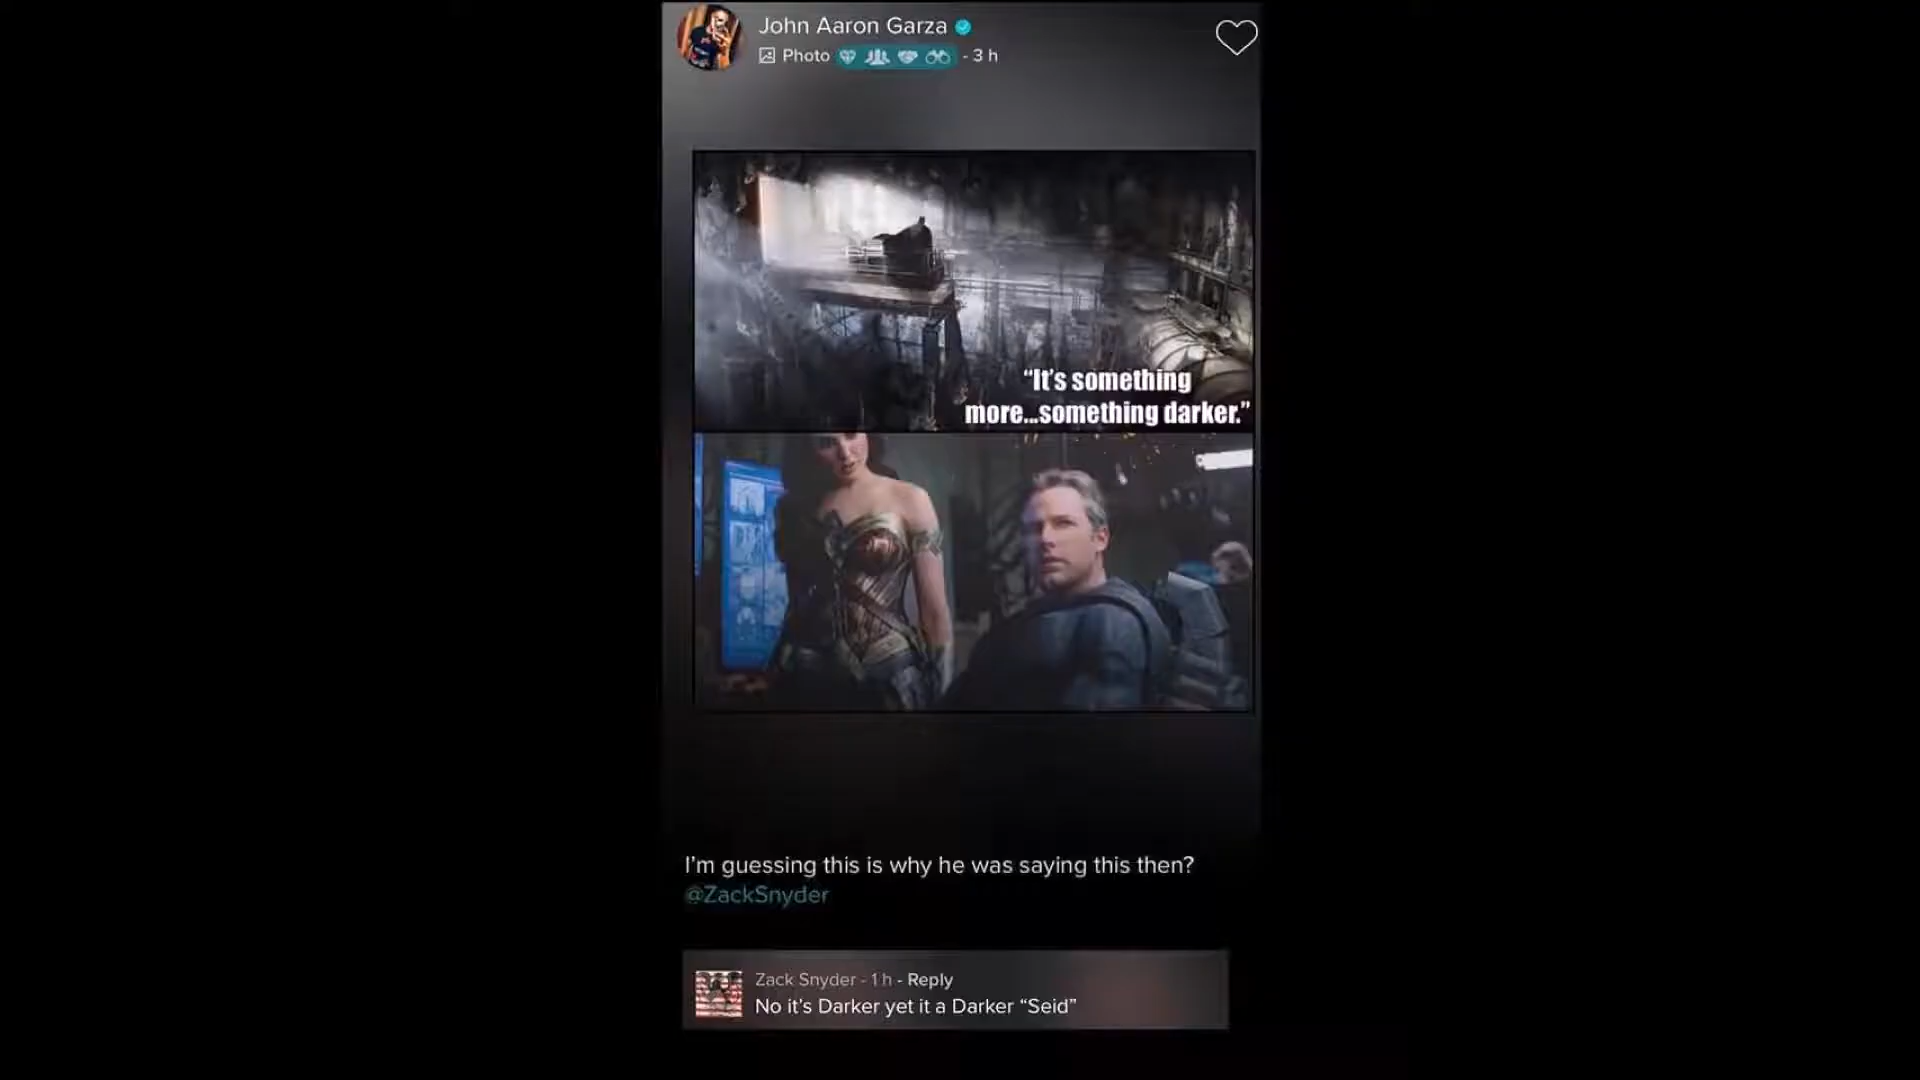 John Aaron Garza
Photo - 3 h
“It's something
more...something darker.”
I'm guessing this is why he was saying this then?
@ZackSnyder
Zack Snyder - 1 h - Reply
No it's Darker yet it a Darker “Seid”